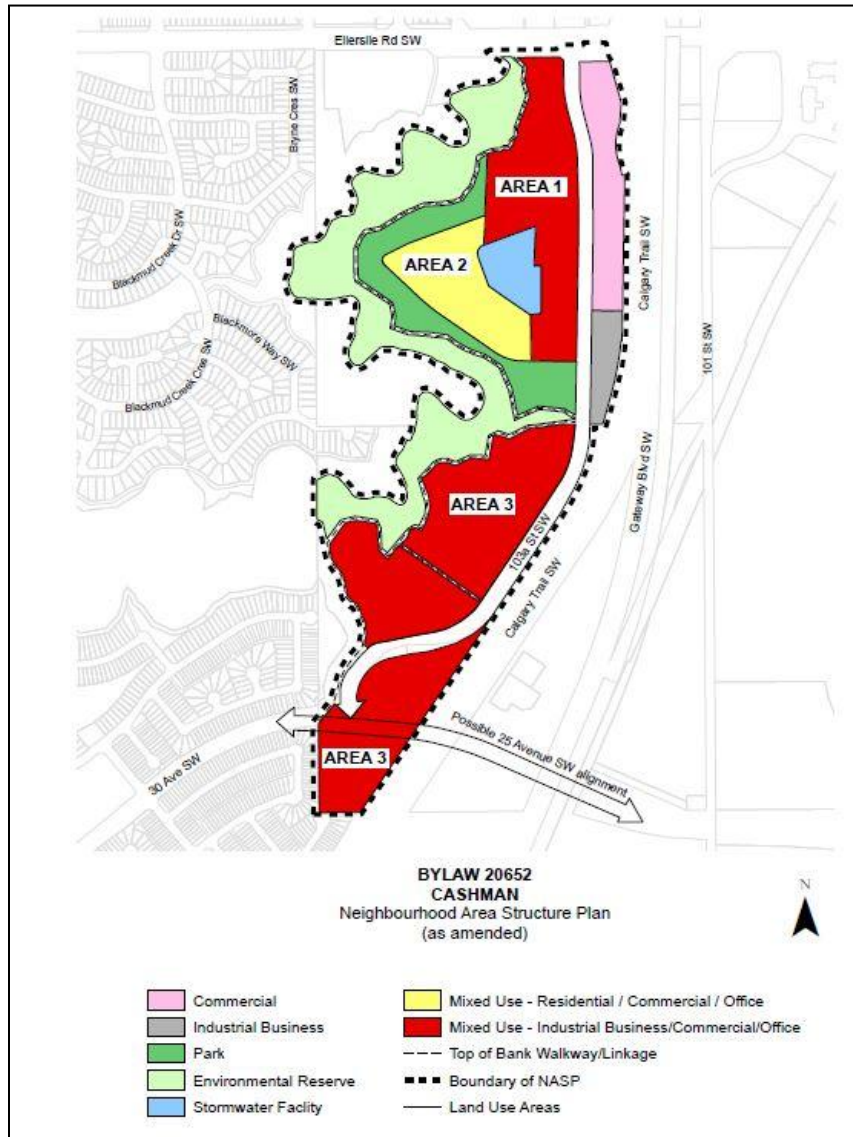 Ellerslie Rd SW
Bryne Cres SW
AREA 1
Calgary Trail SW
Blackmud Creek Dr SW
AREA 2
Blackmore Way SW
101 St SW
Blackmud Creek Cres SW
Gateway Blvd SW
AREA 3
103a St SW
Calgary Trail SW
Possible 25 Avenue SW alignment
30 Ave SW
AREA 3
BYLAW 20652
CASHMAN
Neighbourhood Area Structure Plan
(as amended)
N
Commercial
Industrial Business
Park
Environmental Reserve
Stormwater Faclity
Mixed Use - Residential / Commercial / Office
Mixed Use - Industrial Business/Commercial/Office
Top of Bank Walkway/Linkage
Boundary of NASP
Land Use Areas